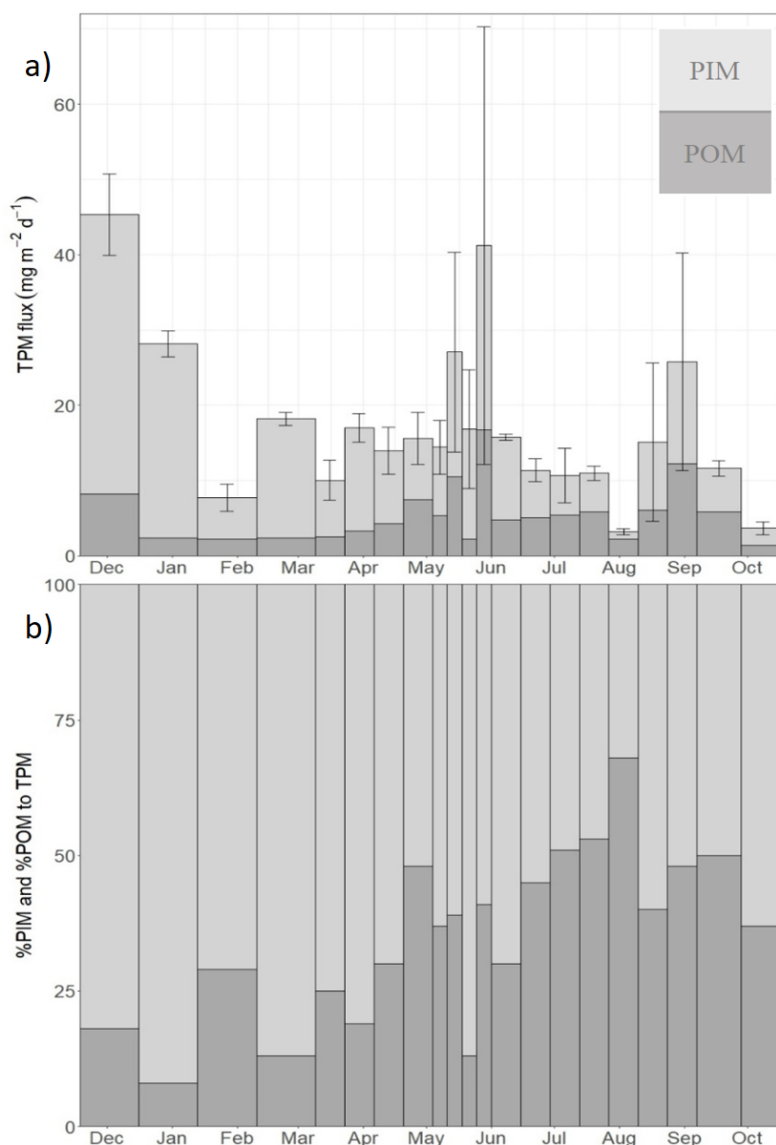 a)
PIM
POM
TPM flux (mg m⁻² d⁻¹)
60
40
20
0
Dec Jan Feb Mar Apr May Jun Jul Aug Sep Oct
b)
%PIM and %POM to TPM
100
75
50
25
0
Dec Jan Feb Mar Apr May Jun Jul Aug Sep Oct